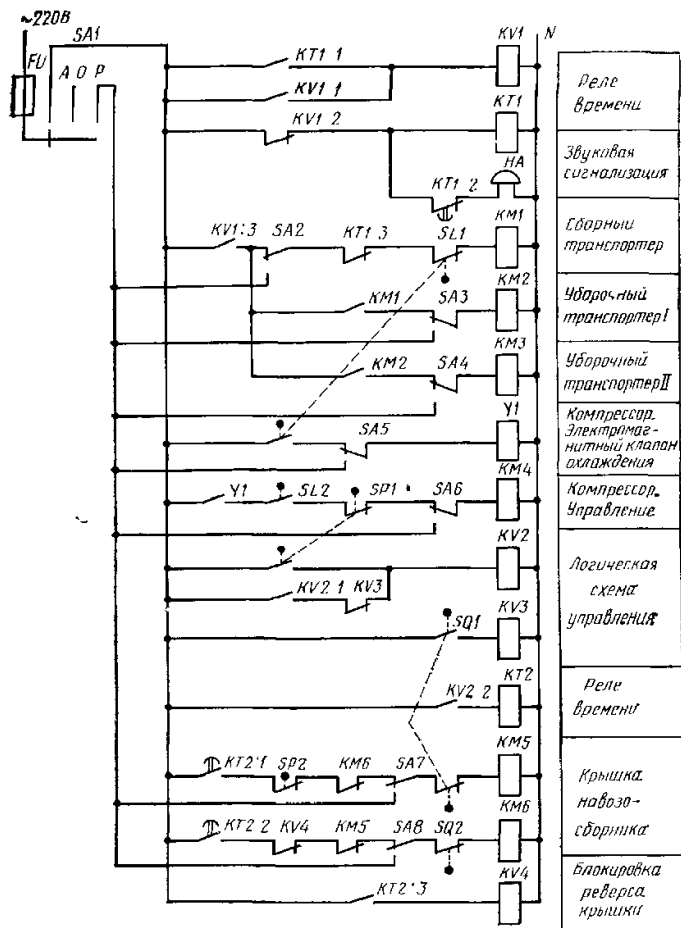 ~220В
SA1
FU
А О Р
KT1 1
KV1
N
KV1 1
KV1 2
KT1
Реле
времени
KT1 2
HA
Звуковая
сигнализация
KV1:3
SA2
KT1 3
SL1
KM1
Сборный
транспортер
KM1
SA3
KM2
Уборочный
транспортер I
KM2
SA4
KM3
Уборочный
транспортер II
SA5
Y1
Компрессор.
Электромаг-
нитный клапан
охлаждения
Y1
SL2
SP1
SA6
KM4
Компрессор.
Управление
KV2
KV2 1
KV3
Логическая
схема
управления
SQ1
KV3
KV2 2
KT2
Реле
времени
KT2:1
SP2
KM6
SA7
KM5
Крышка
навозо-
сборника
KT2 2
KV4
KM5
SA8
SQ2
KM6
KT2:3
KV4
Блокировка
реверса
крышки